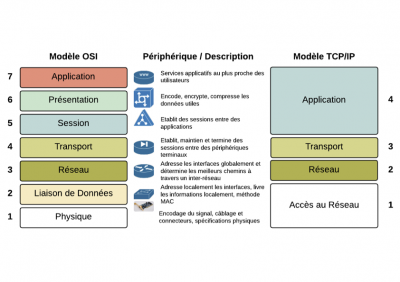 Modèle OSI
Périphérique / Description
Modèle TCP/IP
7
Application
Services applicatifs au plus proche des
utilisateurs
6
Présentation
Encode, encrypte, compresse les
données utiles
5
Session
Etablit des sessions entre des
applications
Application
4
4
Transport
Etablit, maintien et termine des
sessions entre des périphériques
terminaux
Transport
3
3
Réseau
Adresse les interfaces globalement et
détermine les meilleurs chemins à
travers un inter-réseau
Réseau
2
2
Liaison de Données
Adresse localement les interfaces, livre
les informations localement, méthode
MAC
1
Physique
Encodage du signal, câblage et
connecteurs, spécifications physiques
Accès au Réseau
1